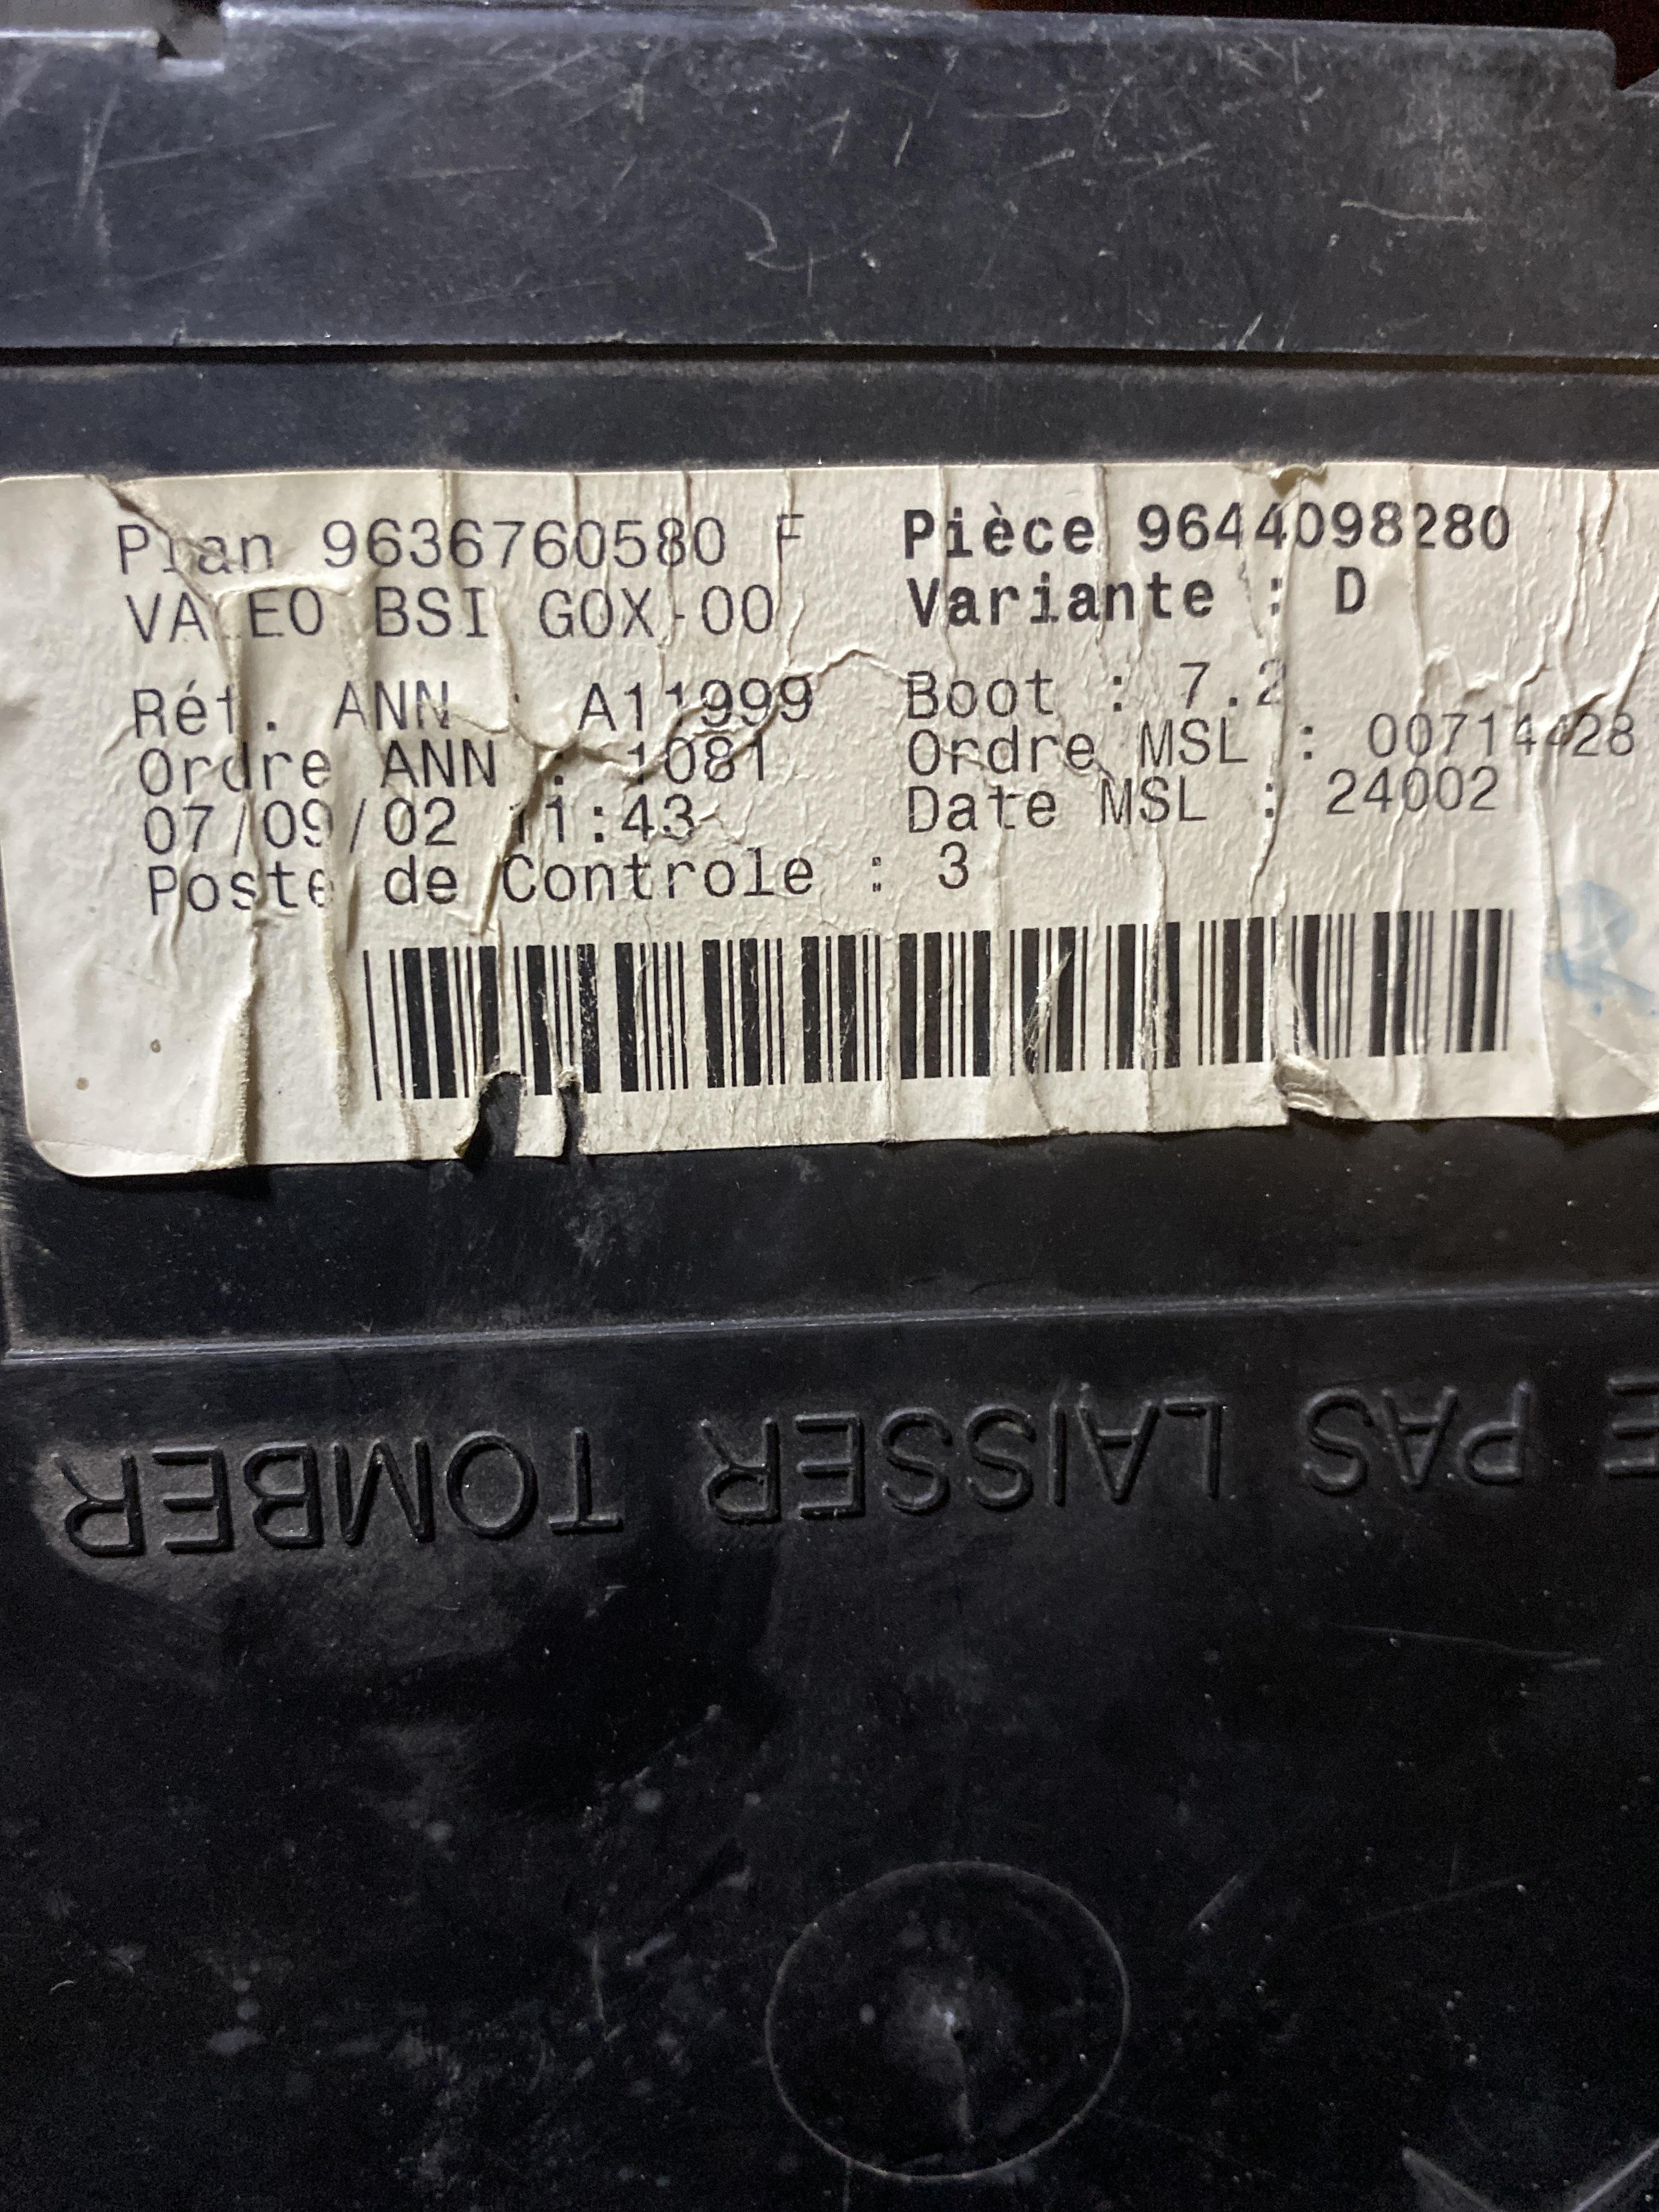 Plan 9636760580 F
VALEO BSI G0X-00
Réf. ANN : A11999
Ordre ANN : 1081
07/09/02 11:43
Poste de Controle : 3
Pièce 9644098280
Variante : D
Boot : 7.2
Ordre MSL : 00714428
Date MSL : 24002
E PAS LAISSER TOMBER